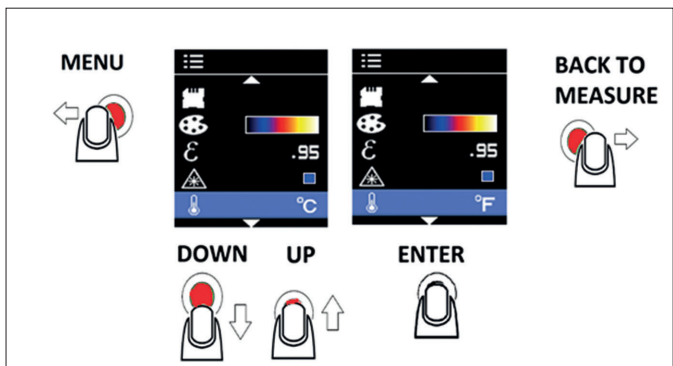 MENU
ε .95
°C
ε .95
°F
BACK TO
MEASURE
DOWN UP ENTER